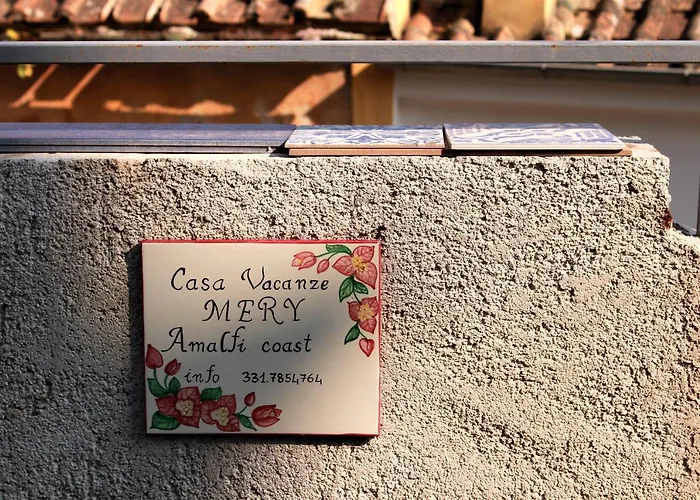 Casa Vacanze
MERY
Amalfi coast
info 331.7854764